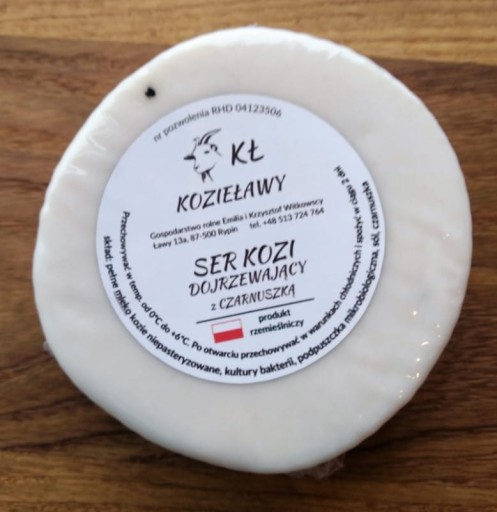 nr pozwolenia RHD 04123506
KŁ
KOZIEŁAWY
Gospodarstwo rolne Emilia i Krzysztof Witkowscy
Ławy 13a, 87-500 Rypin tel. +48 513 724 764
SER KOZI
DOJRZEWAJĄCY
z CZARNUSZKĄ
produkt
rzemieślniczy
Przechowywać w temp. od 0°C do +6°C. Po otwarciu przechowywać w warunkach chłodniczych i spożyć w ciągu 2 dni
skład: pełne mleko kozie niepasteryzowane, kultury bakterii, podpuszczka mikrobiologiczna, sól, czarnuszka